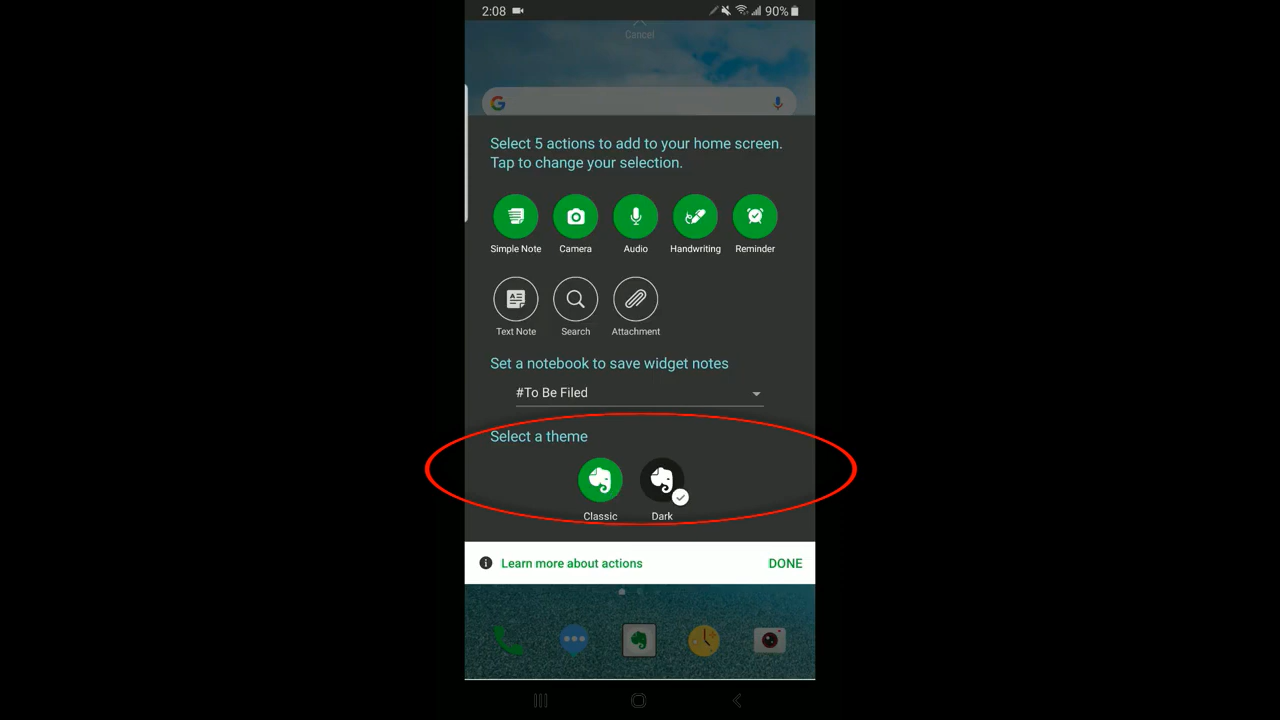 2:08 90%
Cancel
Select 5 actions to add to your home screen.
Tap to change your selection.
Simple Note Camera Audio Handwriting Reminder
Text Note Search Attachment
Set a notebook to save widget notes
#To Be Filed
Select a theme
Classic Dark
Learn more about actions DONE